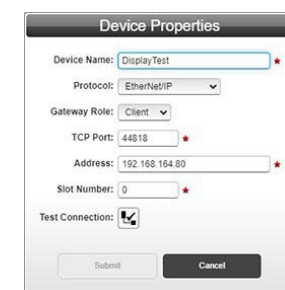 Device Properties
Device Name: DisplayTest *
Protocol: EtherNet/IP
Gateway Role: Client
TCP Port: 44818 *
Address: 192.168.164.80 *
Slot Number: 0 *
Test Connection:
Submit Cancel